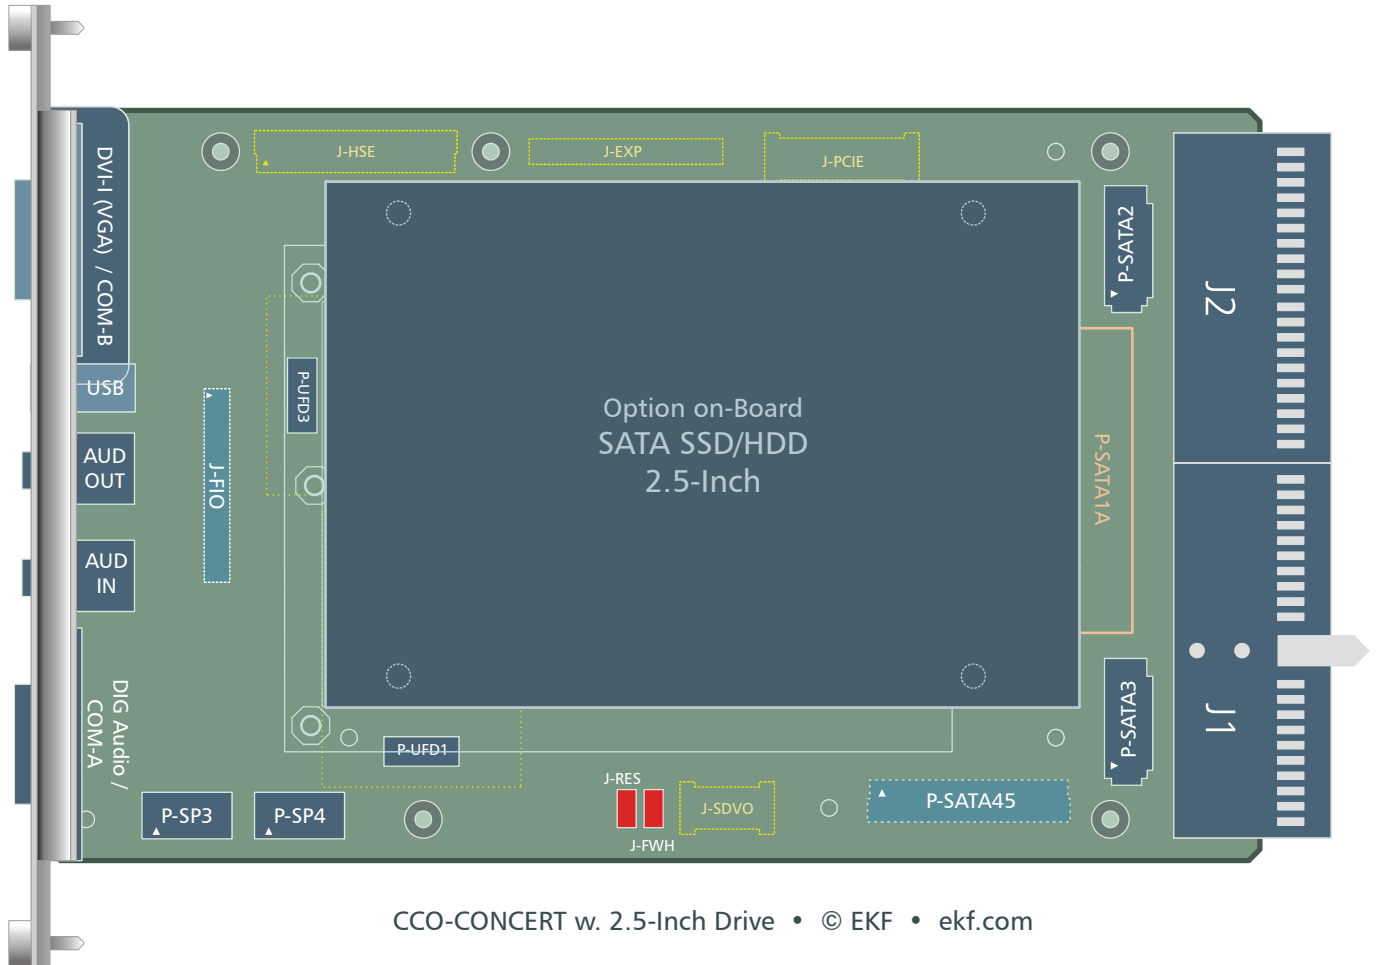 J-HSE
J-EXP
J-PCIE
DVI-I (VGA) / COM-B
P-SATA2
J2
USB
P-UFD3
AUD
OUT
J-FIO
Option on-Board
SATA SSD/HDD
2.5-Inch
P-SATA1A
AUD
IN
DIG Audio /
COM-A
P-SATA3
J1
P-UFD1
J-RES
P-SP3
P-SP4
J-SDVO
P-SATA45
J-FWH
CCO-CONCERT w. 2.5-Inch Drive • © EKF • ekf.com